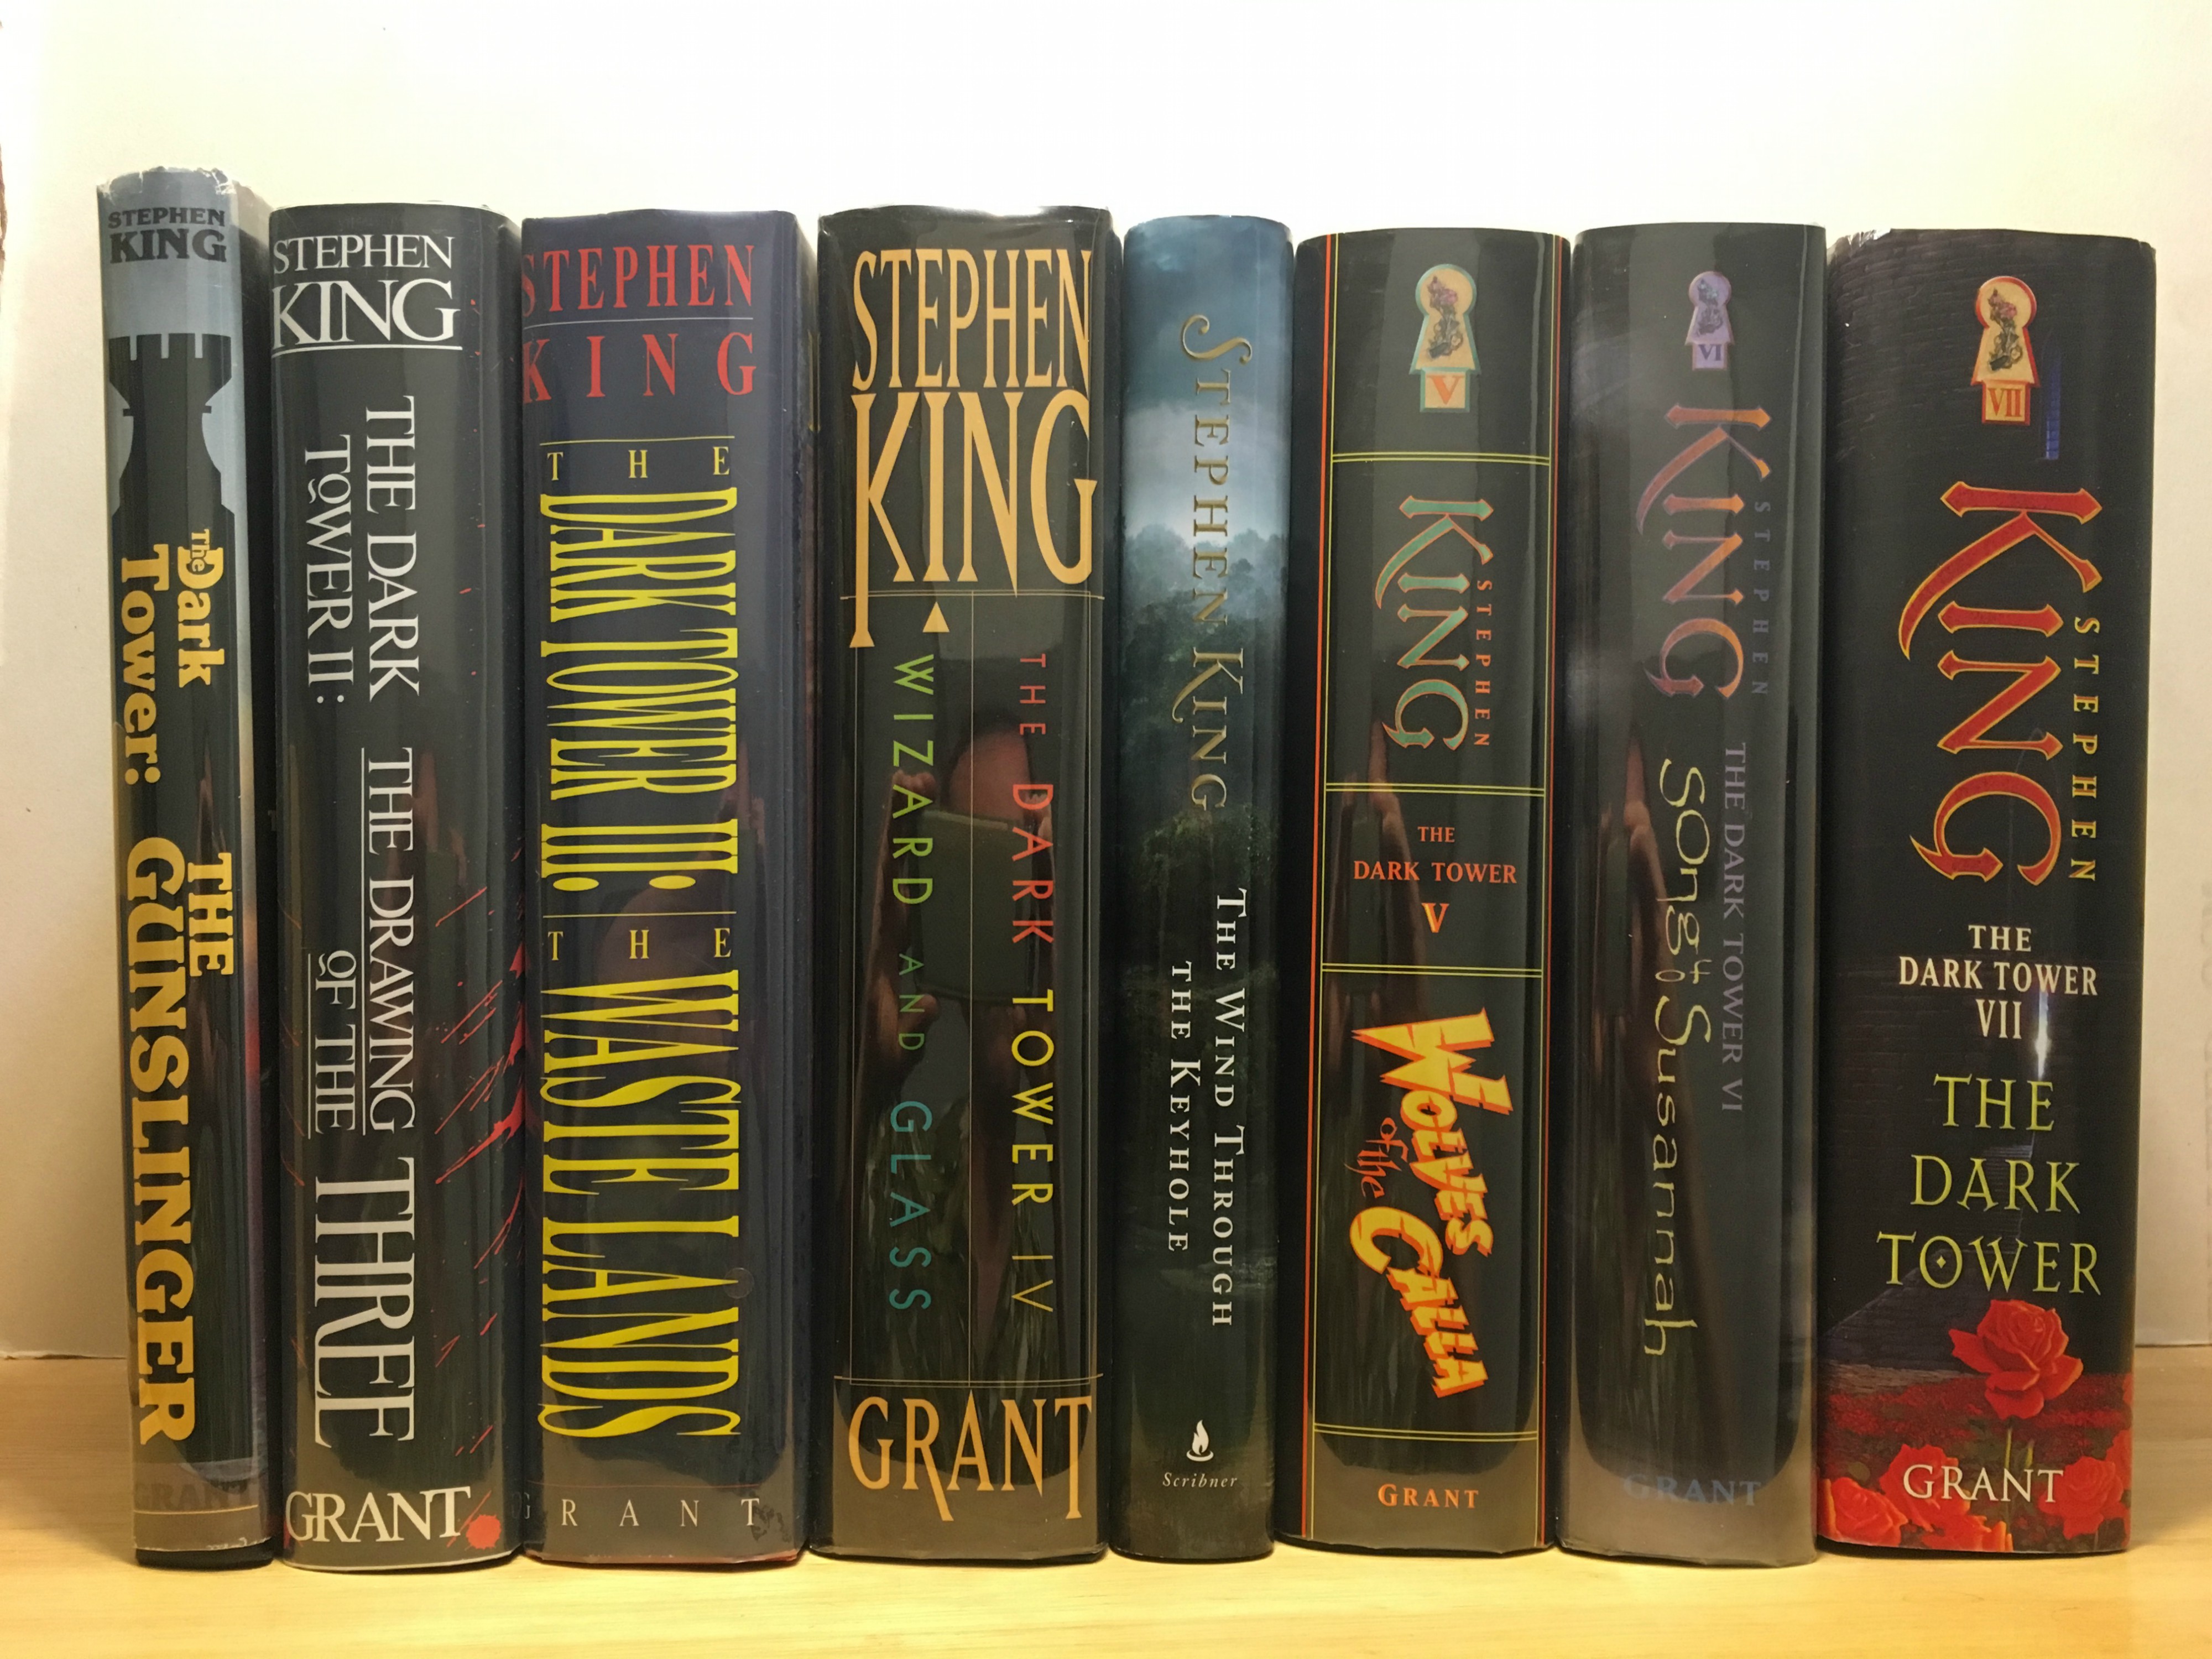 STEPHEN
KING
The Dark
Tower:
THE
GUNSLINGER
GRANT
STEPHEN
KING
THE DARK
TOWER II:
THE DRAWING
OF THE
THREE
GRANT
STEPHEN
KING
THE
DARK TOWER III:
THE
WASTE LANDS
GRANT
STEPHEN
KING
THE DARK TOWER IV
WIZARD AND GLASS
GRANT
STEPHEN KING
THE WIND THROUGH
THE KEYHOLE
Scribner
V
STEPHEN
KING
THE
DARK TOWER
V
WOLVES
of the
CALLA
GRANT
VI
STEPHEN
KING
THE DARK TOWER VI
Song of Susannah
GRANT
VII
STEPHEN
KING
THE
DARK TOWER
VII
THE
DARK
TOWER
GRANT